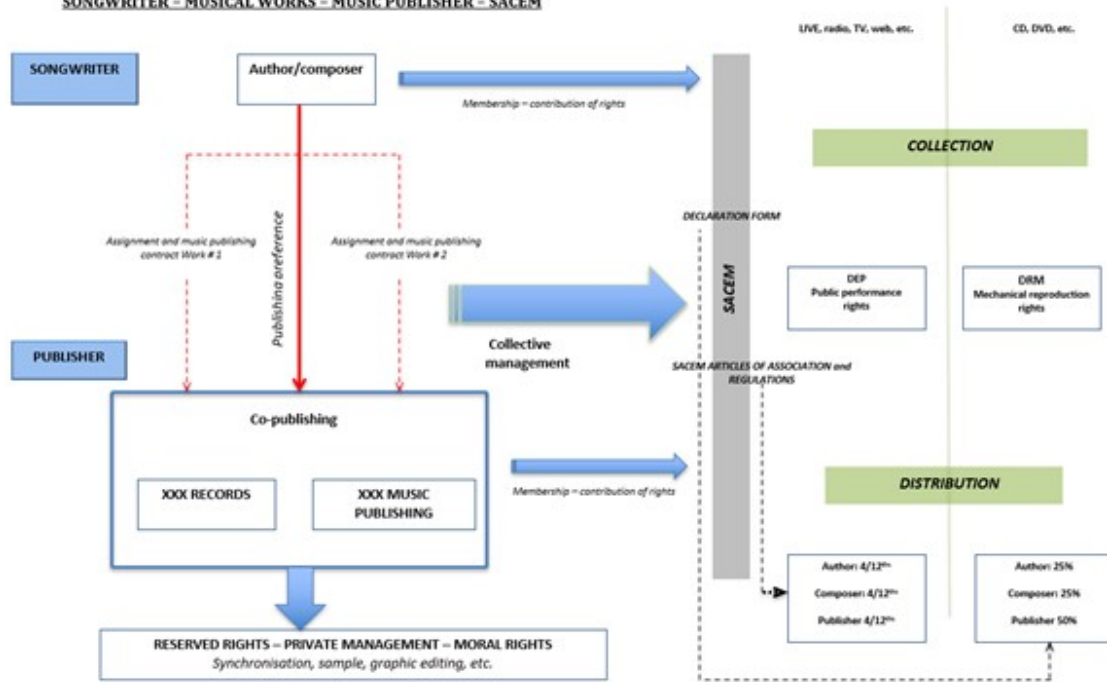 SONGWRITER – MUSICAL WORKS – MUSIC PUBLISHER – SACEM
LIVE, radio, TV, web, etc.
CD, DVD, etc.
SONGWRITER
Author/composer
Membership – contribution of rights
COLLECTION
DECLARATION FORM
Assignment and music publishing
contract Work # 1
Publishing preference
Assignment and music publishing
contract Work # 2
SACEM
DEP
Public performance
rights
DRM
Mechanical reproduction
rights
PUBLISHER
Collective
management
SACEM ARTICLES OF ASSOCIATION and
REGULATIONS
Co-publishing
XXX RECORDS
XXX MUSIC
PUBLISHING
Membership – contribution of rights
DISTRIBUTION
Author: 4/12ths
Composer: 4/12ths
Publisher 4/12ths
Author: 25%
Composer: 25%
Publisher 50%
RESERVED RIGHTS – PRIVATE MANAGEMENT – MORAL RIGHTS
Synchronisation, sample, graphic editing, etc.